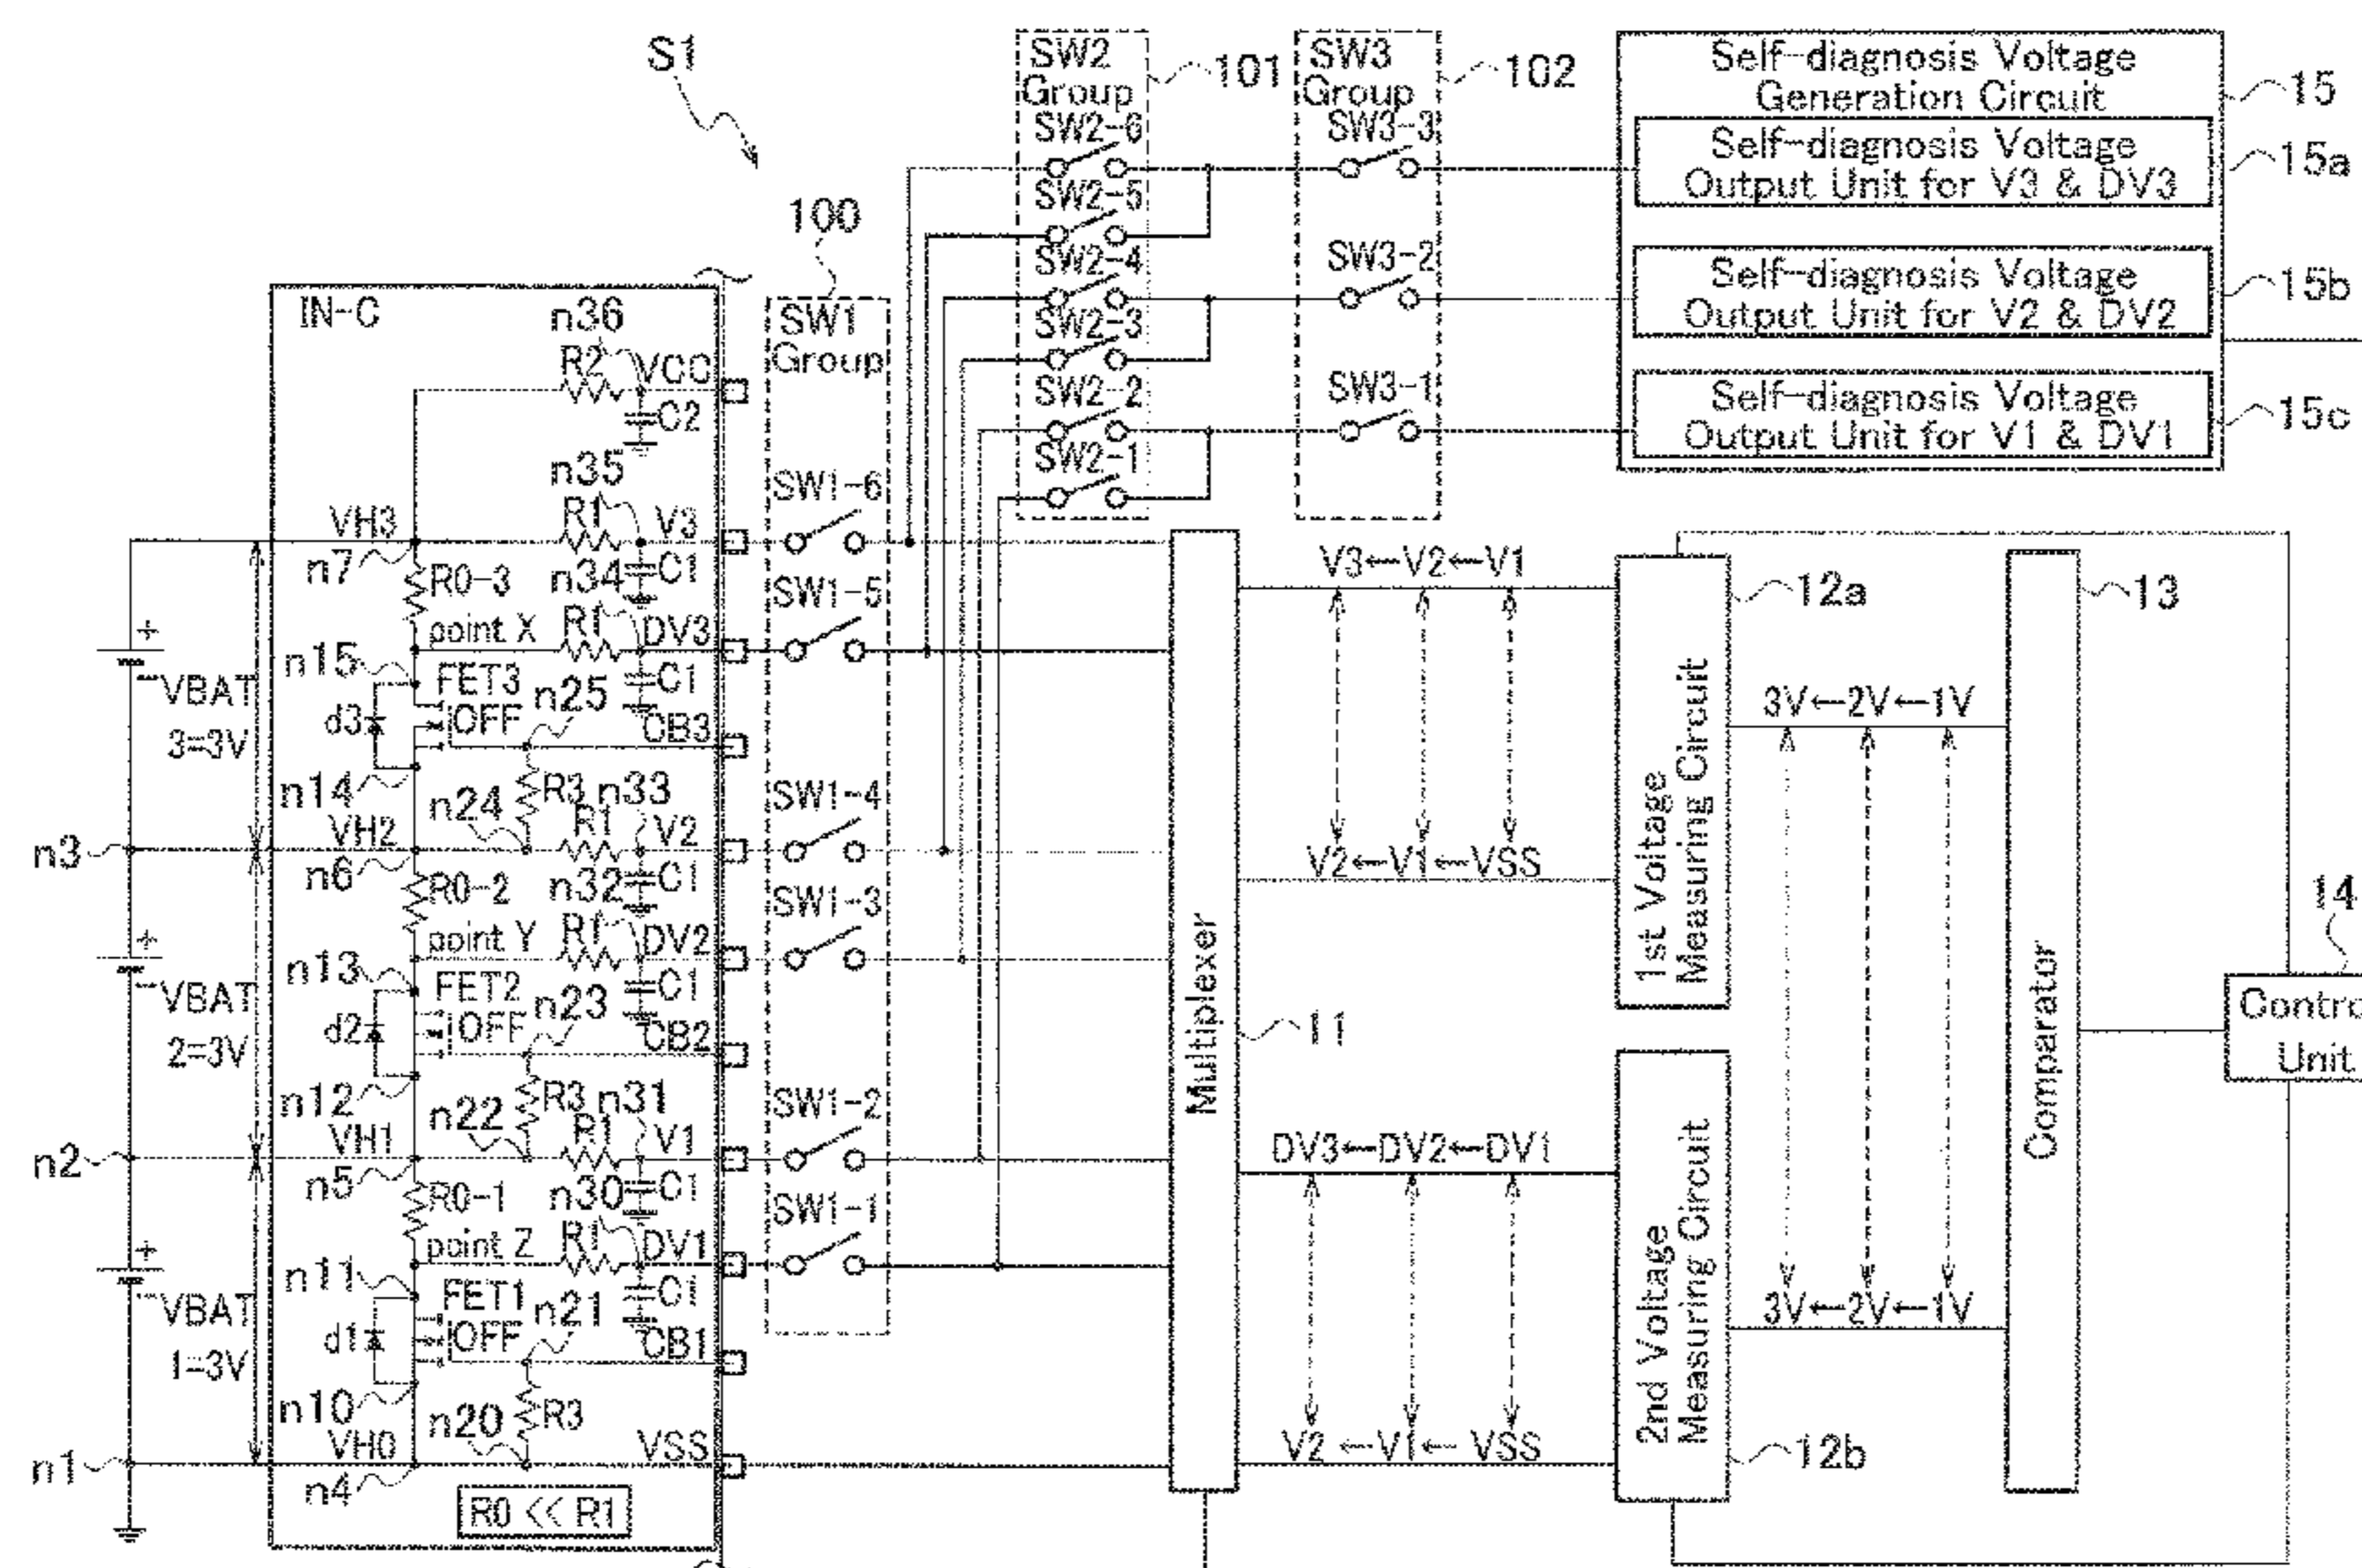 S1
SW2
Group
101
SW3
Group
102
Self-diagnosis Voltage
Generation Circuit
15
SW2-6
SW3-3
Self-diagnosis Voltage
Output Unit for V3 & DV3
15a
SW2-5
SW2-4
SW3-2
Self-diagnosis Voltage
Output Unit for V2 & DV2
15b
SW2-3
SW2-2
SW3-1
Self-diagnosis Voltage
Output Unit for V1 & DV1
15c
SW2-1
100
SW1
Group
IN-C
n36
R2
VCC
C2
n35
SW1-6
VH3
R1
V3
n7
R0-3
n34
C1
SW1-5
point X
R1
DV3
n15
FET3
n25
C1
-VBAT
3=3V
d3
OFF
CB3
n14
n24
R3
n33
SW1-4
n3
VH2
R1
V2
n6
R0-2
n32
C1
SW1-3
point Y
R1
DV2
n13
FET2
n23
C1
-VBAT
2=3V
d2
OFF
CB2
n12
n22
R3
n31
SW1-2
n2
VH1
R1
V1
n5
R0-1
n30
C1
SW1-1
point Z
R1
DV1
n11
FET1
n21
C1
-VBAT
1=3V
d1
OFF
CB1
n10
n20
R3
n1
VH0
VSS
n4
R0 << R1
Multiplexer
11
V3←V2←V1
V2←V1←VSS
DV3←DV2←DV1
V2 ←V1← VSS
1st Voltage
Measuring Circuit
12a
2nd Voltage
Measuring Circuit
12b
3V←2V←1V
3V←2V←1V
Comparator
13
14
Contro
Unit
+
+
+